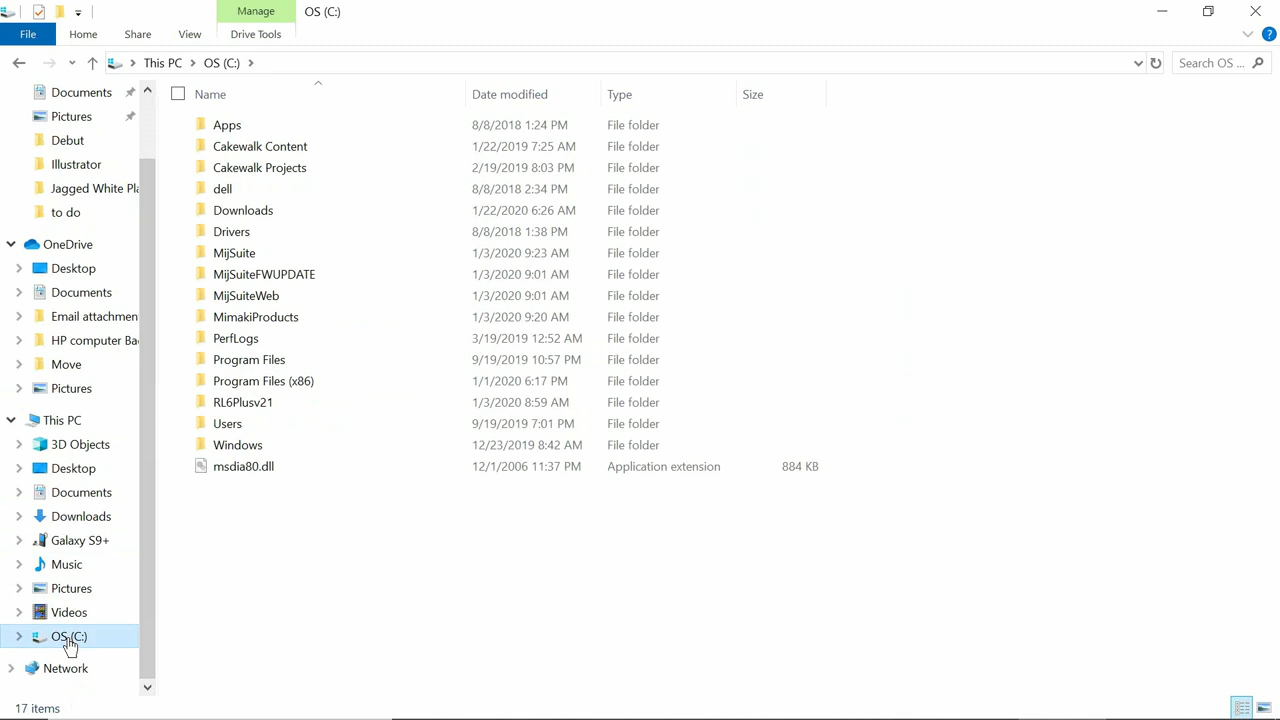 Manage OS (C:)
File Home Share View Drive Tools ?
This PC OS (C:) Search OS ...
Name Date modified Type Size
Documents
Pictures
Debut
Illustrator
Jagged White Pla
to do
OneDrive
Desktop
Documents
Email attachmen
HP computer Ba
Move
Pictures
This PC
3D Objects
Desktop
Documents
Downloads
Galaxy S9+
Music
Pictures
Videos
OS (C:)
Network
Apps 8/8/2018 1:24 PM File folder
Cakewalk Content 1/22/2019 7:25 AM File folder
Cakewalk Projects 2/19/2019 8:03 PM File folder
dell 8/8/2018 2:34 PM File folder
Downloads 1/22/2020 6:26 AM File folder
Drivers 8/8/2018 1:38 PM File folder
MijSuite 1/3/2020 9:23 AM File folder
MijSuiteFWUPDATE 1/3/2020 9:01 AM File folder
MijSuiteWeb 1/3/2020 9:01 AM File folder
MimakiProducts 1/3/2020 9:20 AM File folder
PerfLogs 3/19/2019 12:52 AM File folder
Program Files 9/19/2019 10:57 PM File folder
Program Files (x86) 1/1/2020 6:17 PM File folder
RL6Plusv21 1/3/2020 8:59 AM File folder
Users 9/19/2019 7:01 PM File folder
Windows 12/23/2019 8:42 AM File folder
msdia80.dll 12/1/2006 11:37 PM Application extension 884 KB
17 items